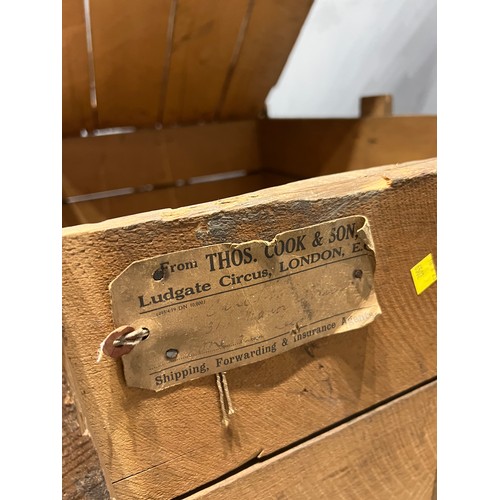 From THOS. COOK & SON,
Ludgate Circus, LONDON, E.C
Shipping, Forwarding & Insurance